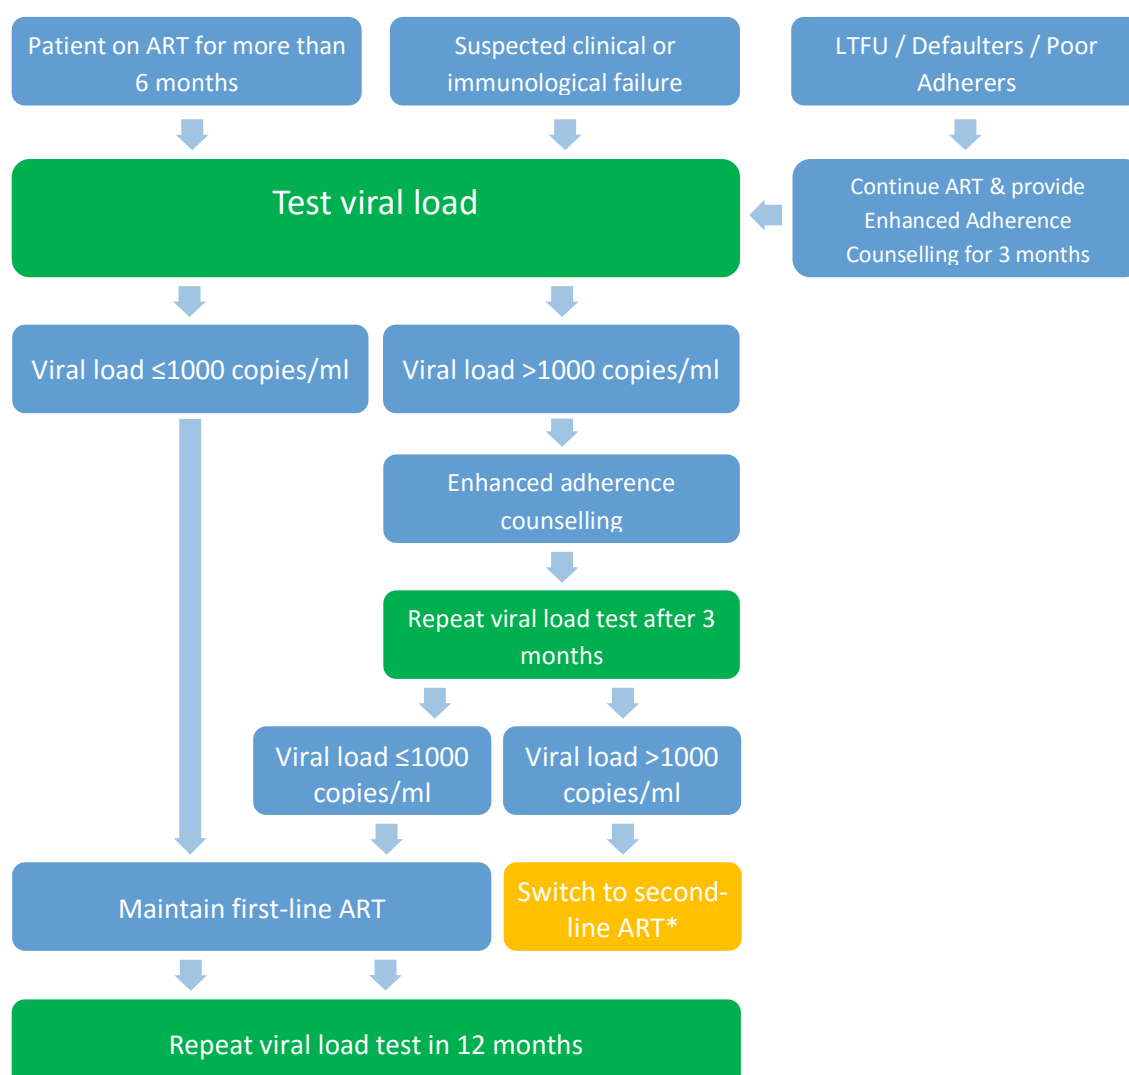 Patient on ART for more than
6 months
Suspected clinical or
immunological failure
LTFU / Defaulters / Poor
Adherers
Test viral load
Continue ART & provide
Enhanced Adherence
Counselling for 3 months
Viral load ≤1000 copies/ml
Viral load >1000 copies/ml
Enhanced adherence
counselling
Repeat viral load test after 3
months
Viral load ≤1000
copies/ml
Viral load >1000
copies/ml
Maintain first-line ART
Switch to second-
line ART*
Repeat viral load test in 12 months